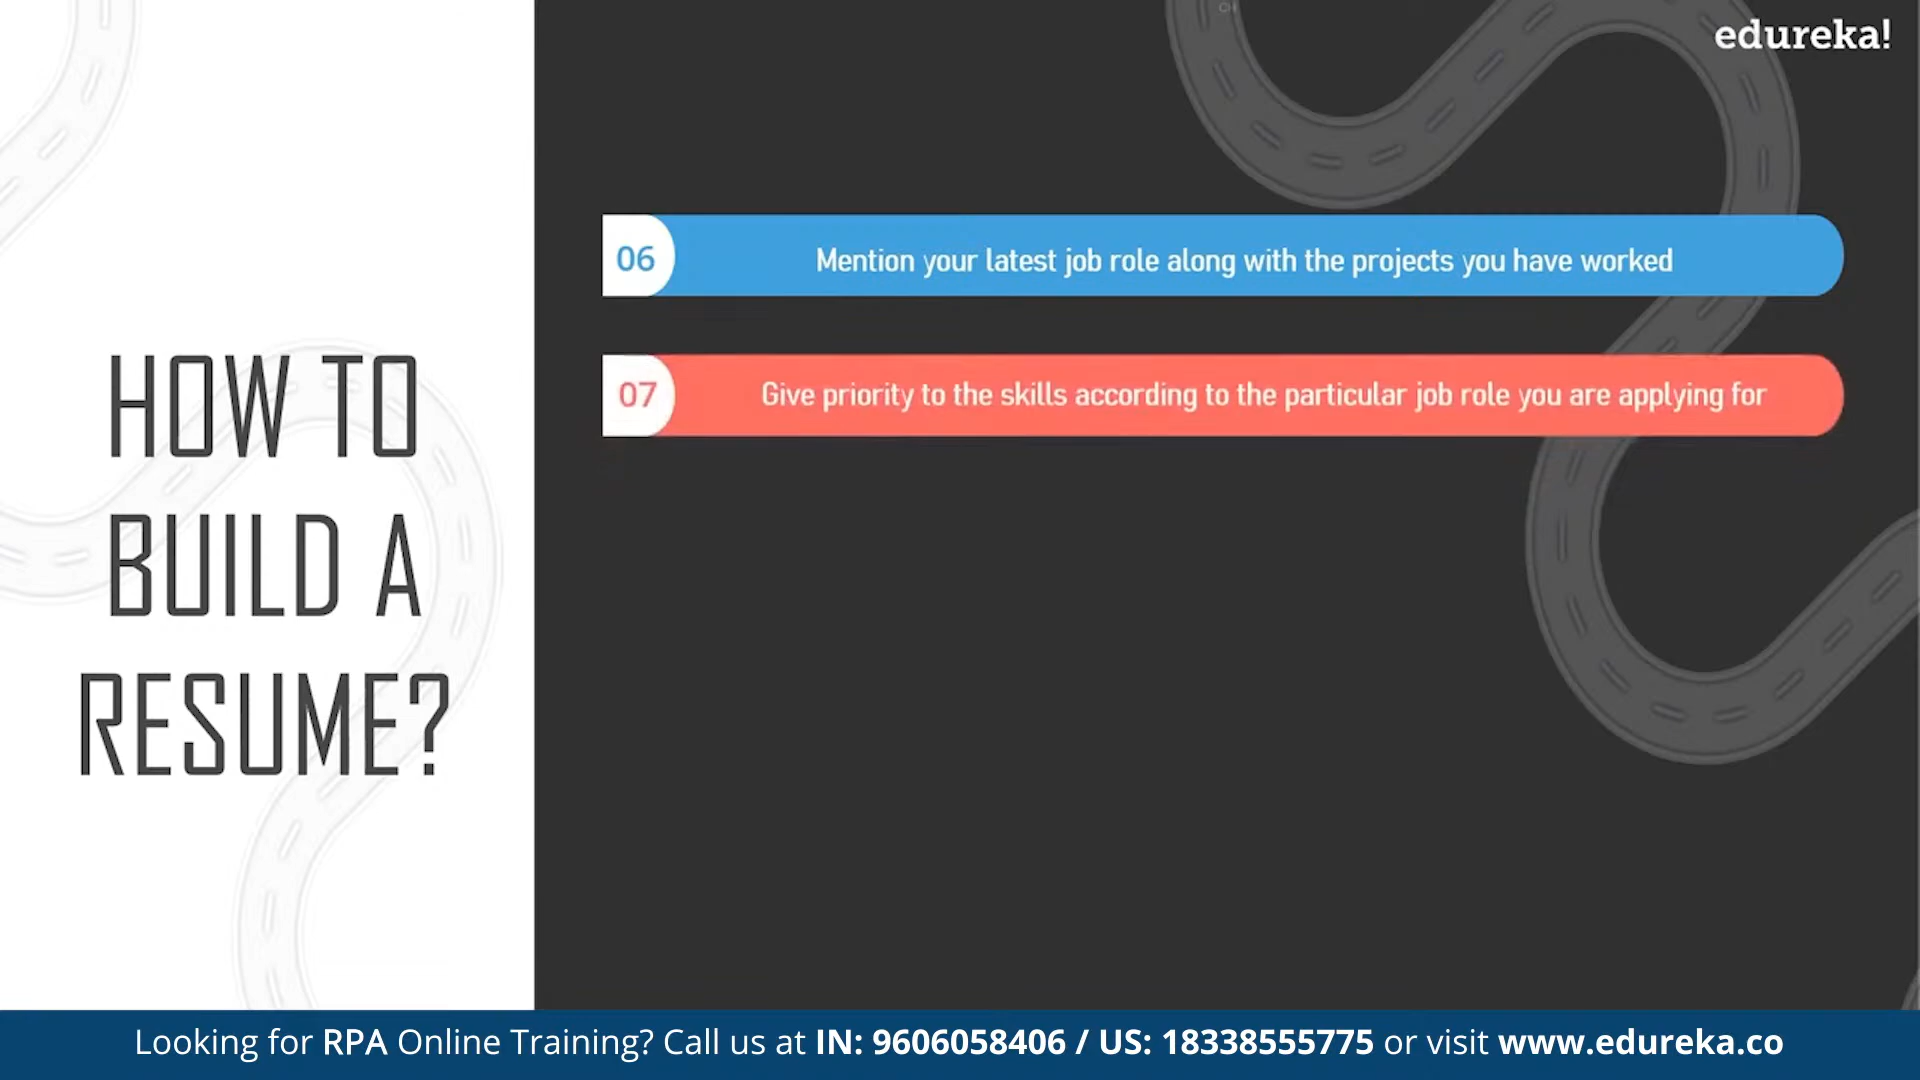 edureka!
HOW TO
BUILD A
RESUME?
06
Mention your latest job role along with the projects you have worked
07
Give priority to the skills according to the particular job role you are applying for
Looking for RPA Online Training? Call us at IN: 9606058406 / US: 18338555775 or visit www.edureka.co